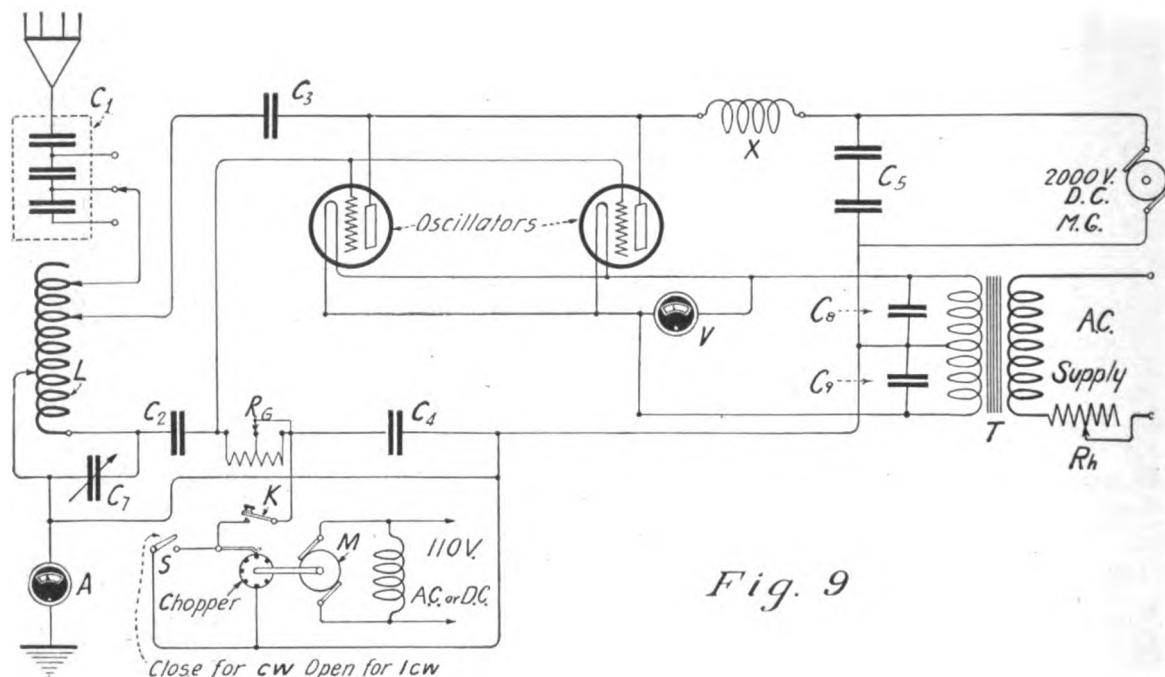 C1
C3
X
C5
2000 V.
D.C.
M.G.
Oscillators
V
C8
C9
A.C.
Supply
T
Rh
L
C2
RG
C4
C7
K
S
M
110V.
A.C. or D.C.
Chopper
A
Close for CW Open for ICW
Fig. 9